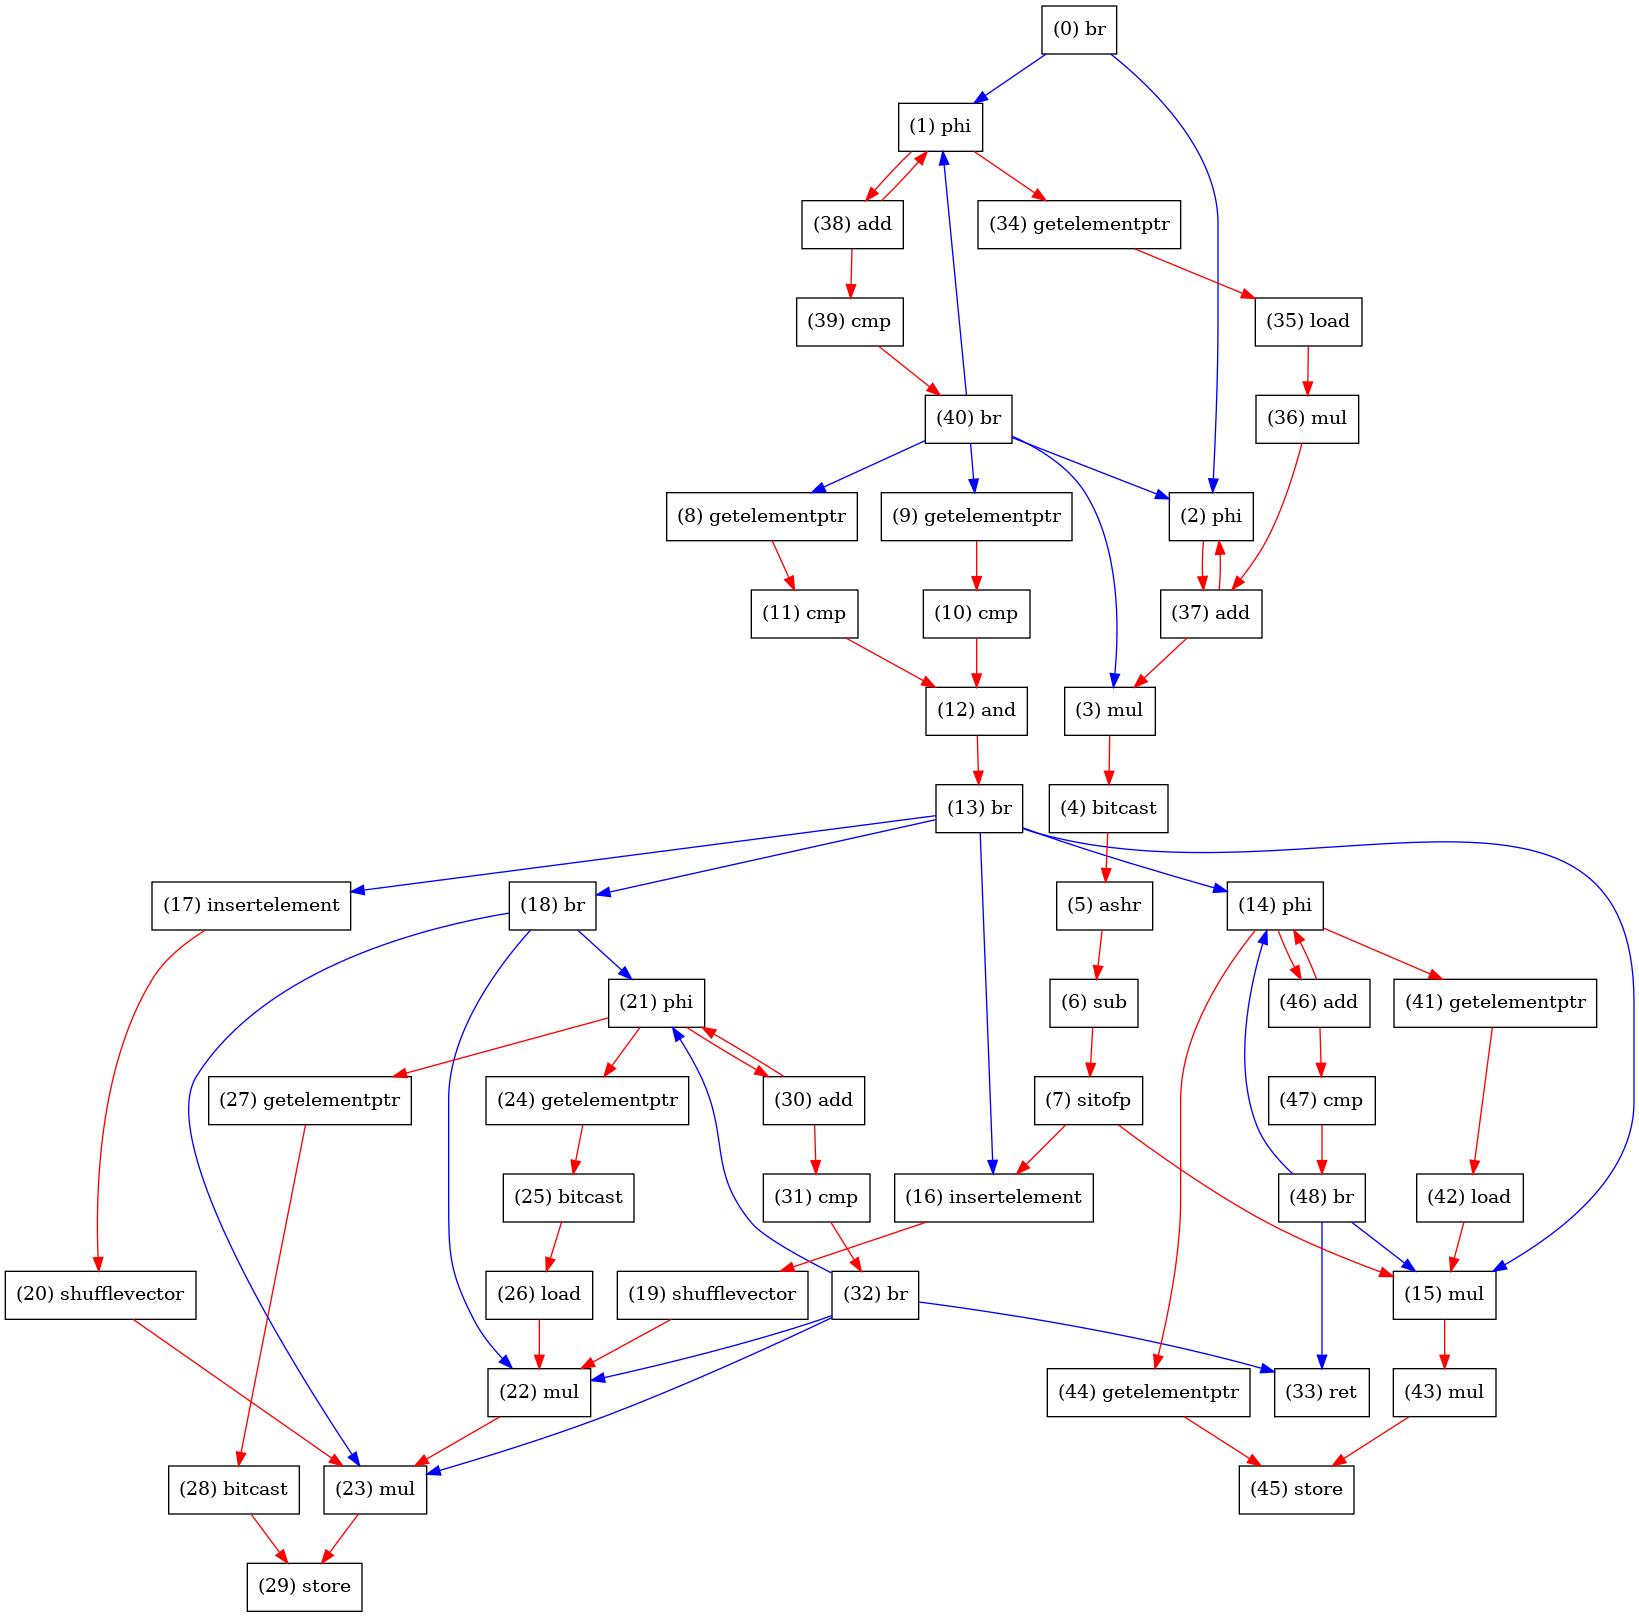 (0) br
(1) phi
(38) add
(34) getelementptr
(39) cmp
(35) load
(40) br
(36) mul
(8) getelementptr
(9) getelementptr
(2) phi
(11) cmp
(10) cmp
(37) add
(12) and
(3) mul
(13) br
(4) bitcast
(17) insertelement
(18) br
(5) ashr
(14) phi
(21) phi
(6) sub
(46) add
(41) getelementptr
(27) getelementptr
(24) getelementptr
(30) add
(7) sitofp
(47) cmp
(25) bitcast
(31) cmp
(16) insertelement
(48) br
(42) load
(20) shufflevector
(26) load
(19) shufflevector
(32) br
(15) mul
(22) mul
(44) getelementptr
(33) ret
(43) mul
(28) bitcast
(23) mul
(45) store
(29) store